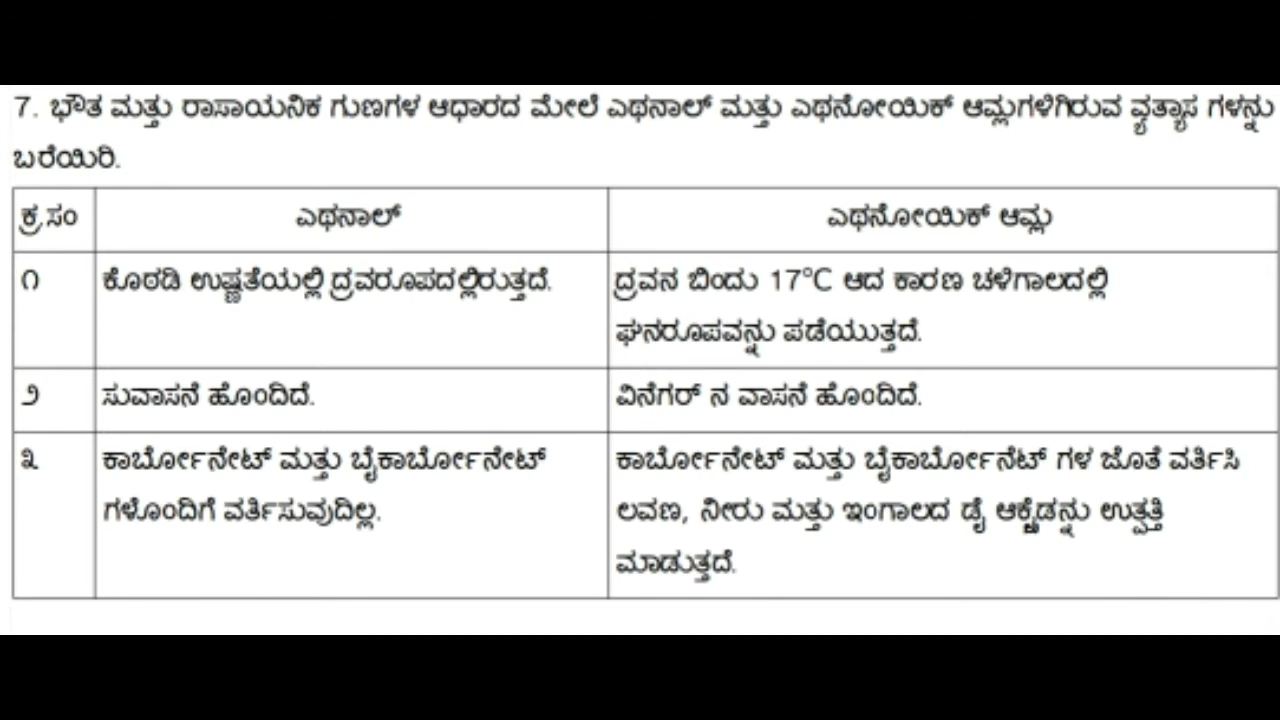 7. ಭೌತ ಮತ್ತು ರಾಸಾಯನಿಕ ಗುಣಗಳ ಆಧಾರದ ಮೇಲೆ ಎಥನಾಲ್ ಮತ್ತು ಎಥನೋಯಿಕ್ ಆಮ್ಲಗಳಿಗಿರುವ ವ್ಯತ್ಯಾಸ ಗಳನ್ನು
ಬರೆಯಿರಿ.
ಕ್ರ.ಸಂ ಎಥನಾಲ್ ಎಥನೋಯಿಕ್ ಆಮ್ಲ
೧ ಕೊಠಡಿ ಉಷ್ಣತೆಯಲ್ಲಿ ದ್ರವರೂಪದಲ್ಲಿರುತ್ತದೆ. ದ್ರವನ ಬಿಂದು 17°C ಆದ ಕಾರಣ ಚಳಿಗಾಲದಲ್ಲಿ
ಘನರೂಪವನ್ನು ಪಡೆಯುತ್ತದೆ.
೨ ಸುವಾಸನೆ ಹೊಂದಿದೆ. ವಿನೆಗರ್ ನ ವಾಸನೆ ಹೊಂದಿದೆ.
೩ ಕಾರ್ಬೋನೇಟ್ ಮತ್ತು ಬೈಕಾರ್ಬೋನೇಟ್ ಕಾರ್ಬೋನೇಟ್ ಮತ್ತು ಬೈಕಾರ್ಬೋನೆಟ್ ಗಳ ಜೊತೆ ವರ್ತಿಸಿ
ಗಳೊಂದಿಗೆ ವರ್ತಿಸುವುದಿಲ್ಲ. ಲವಣ, ನೀರು ಮತ್ತು ಇಂಗಾಲದ ಡೈ ಆಕ್ಸೈಡನ್ನು ಉತ್ಪತ್ತಿ
ಮಾಡುತ್ತದೆ.